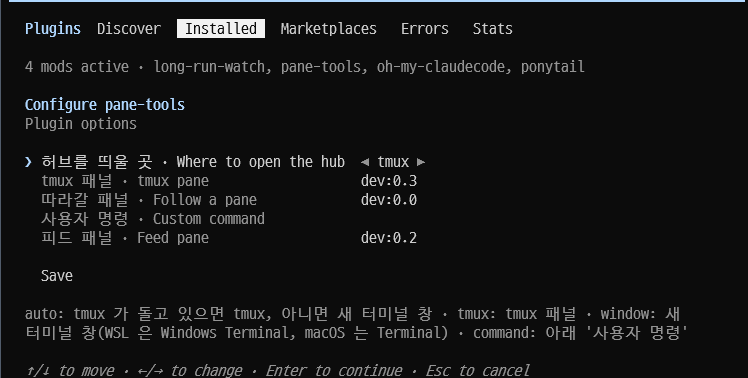 Plugins Discover Installed Marketplaces Errors Stats
4 mods active · long-run-watch, pane-tools, oh-my-claudecode, ponytail
Configure pane-tools
Plugin options
❯ 허브를 띄울 곳 · Where to open the hub ◀ tmux ▶
tmux 패널 · tmux pane dev:0.3
따라갈 패널 · Follow a pane dev:0.0
사용자 명령 · Custom command
피드 패널 · Feed pane dev:0.2
Save
auto: tmux 가 돌고 있으면 tmux, 아니면 새 터미널 창 · tmux: tmux 패널 · window: 새
터미널 창(WSL 은 Windows Terminal, macOS 는 Terminal) · command: 아래 '사용자 명령'
↑/↓ to move · ←/→ to change · Enter to continue · Esc to cancel